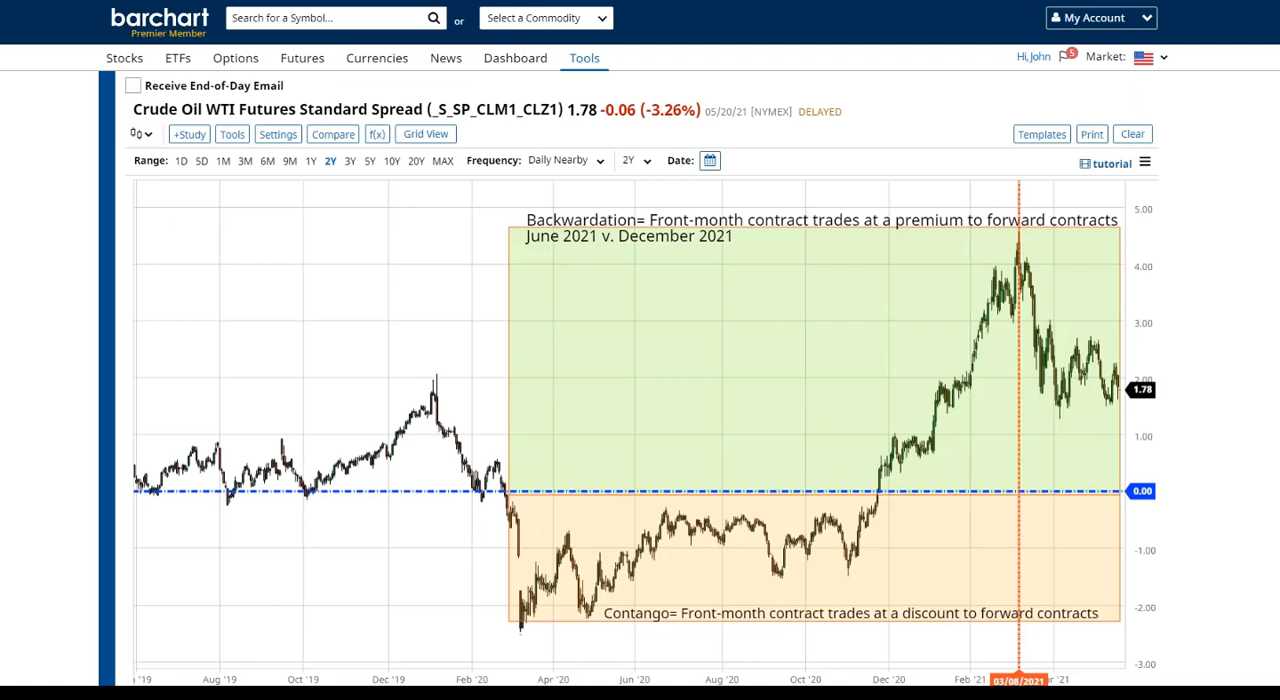 barchart
Premier Member
Search for a Symbol...
or
Select a Commodity
My Account
Stocks ETFs Options Futures Currencies News Dashboard Tools
Hi, John 5 Market:
Receive End-of-Day Email
Crude Oil WTI Futures Standard Spread (_S_SP_CLM1_CLZ1) 1.78 -0.06 (-3.26%) 05/20/21 [NYMEX] DELAYED
+Study Tools Settings Compare f(x) Grid View Templates Print Clear
Range: 1D 5D 1M 3M 6M 9M 1Y 2Y 3Y 5Y 10Y 20Y MAX Frequency: Daily Nearby 2Y Date: tutorial
Backwardation= Front-month contract trades at a premium to forward contracts
June 2021 v. December 2021
5.00
4.00
3.00
2.00
1.78
1.00
0.00
-1.00
-2.00
-3.00
Contango= Front-month contract trades at a discount to forward contracts
'19 Aug '19 Oct '19 Dec '19 Feb '20 Apr '20 Jun '20 Aug '20 Oct '20 Dec '20 Feb '21 03/08/2021 '21